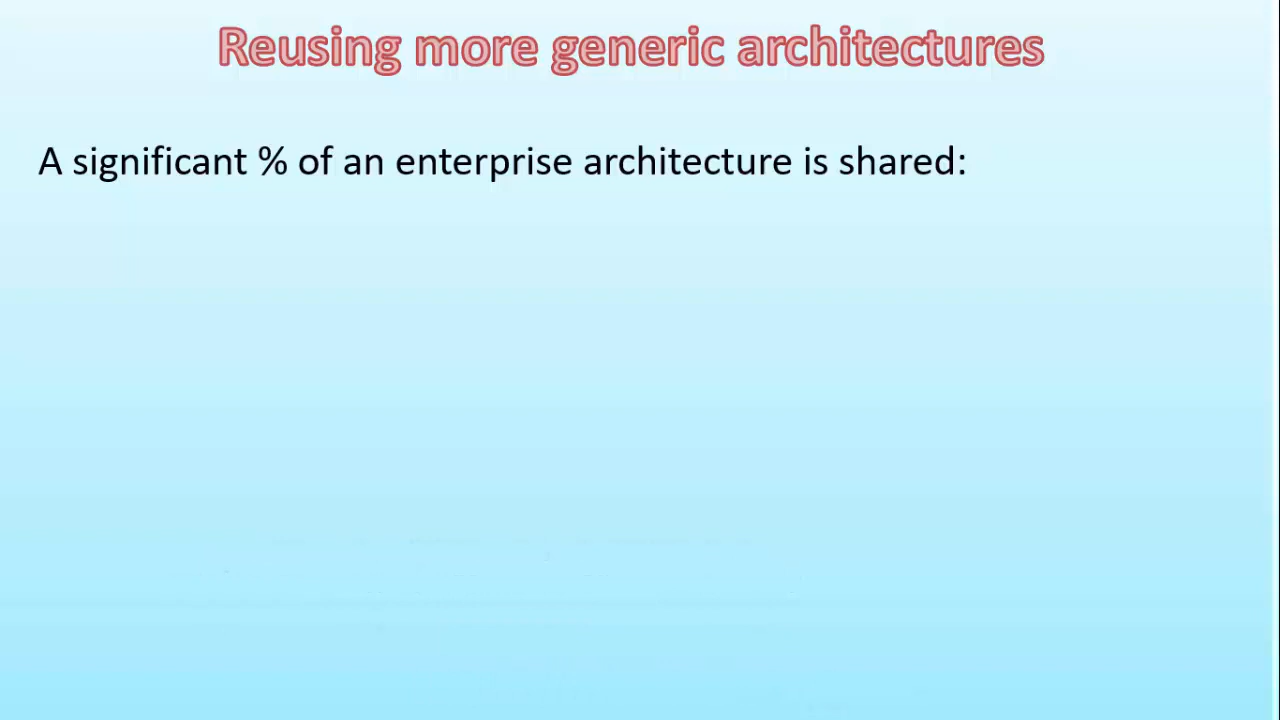 Reusing more generic architectures
A significant % of an enterprise architecture is shared: